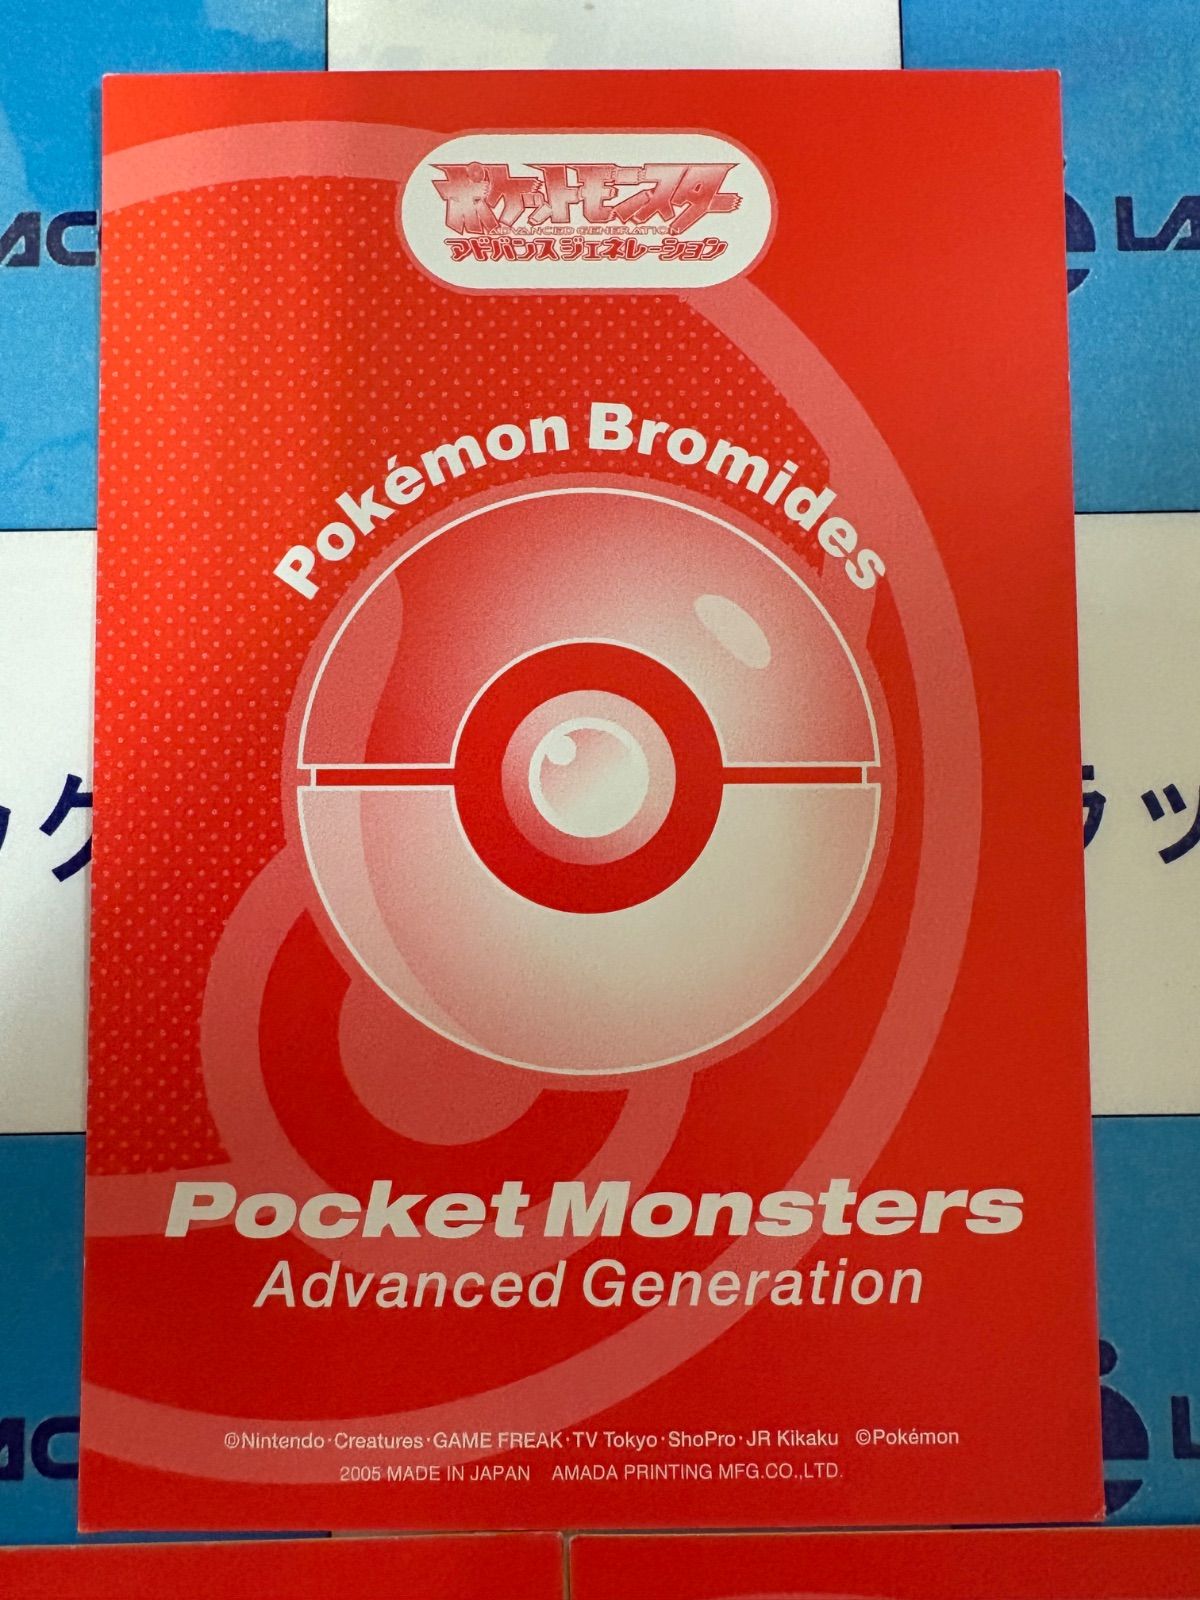 ポケットモンスター
ADVANCED GENERATION
アドバンスジェネレーション
Pokémon Bromides
Pocket Monsters
Advanced Generation
©Nintendo・Creatures・GAME FREAK・TV Tokyo・ShoPro・JR Kikaku ©Pokémon
2005 MADE IN JAPAN AMADA PRINTING MFG.CO.,LTD.